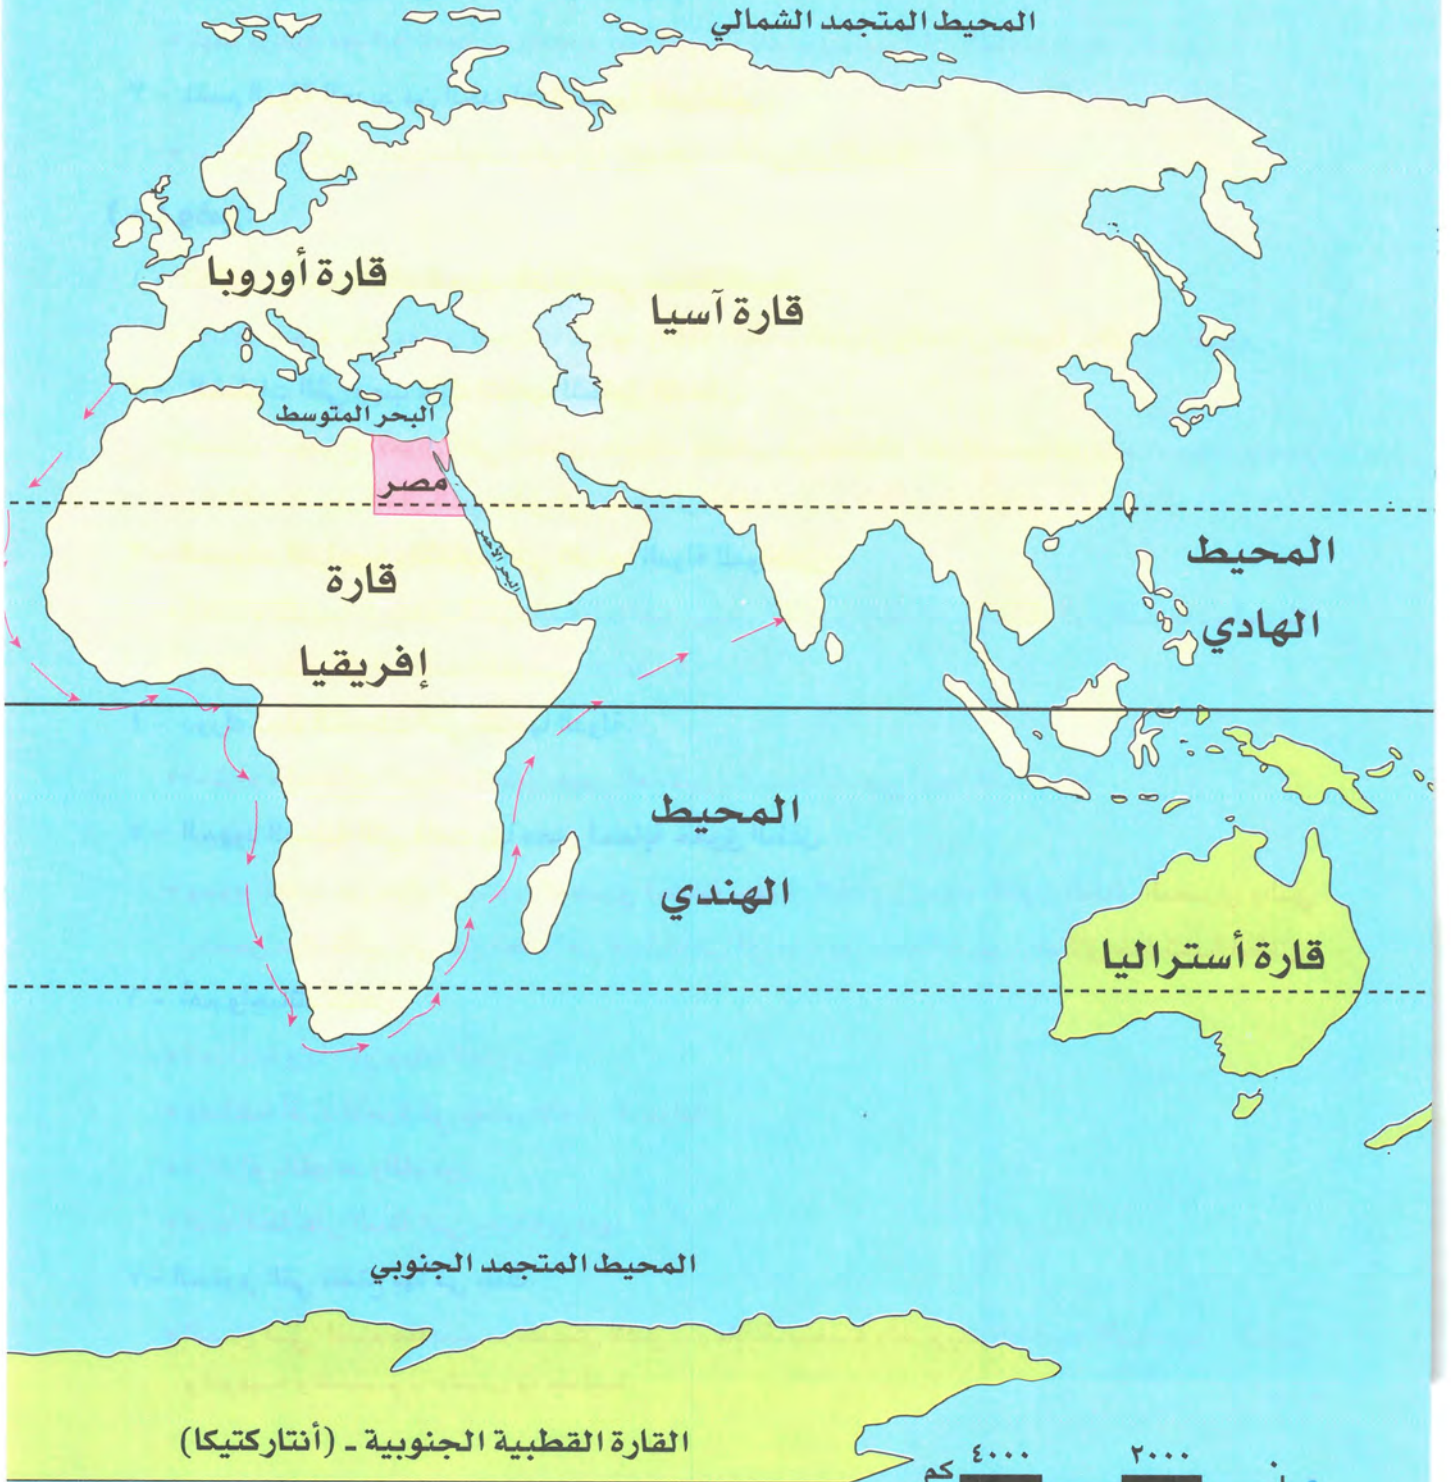 المحيط المتجمد الشمالي
قارة أوروبا
قارة آسيا
البحر المتوسط
مصر
البحر الأحمر
المحيط
الهادي
قارة
إفريقيا
المحيط
الهندي
قارة أستراليا
المحيط المتجمد الجنوبي
القارة القطبية الجنوبية ـ (أنتاركتيكا)
٠ ٢٠٠٠ ٤٠٠٠ كم